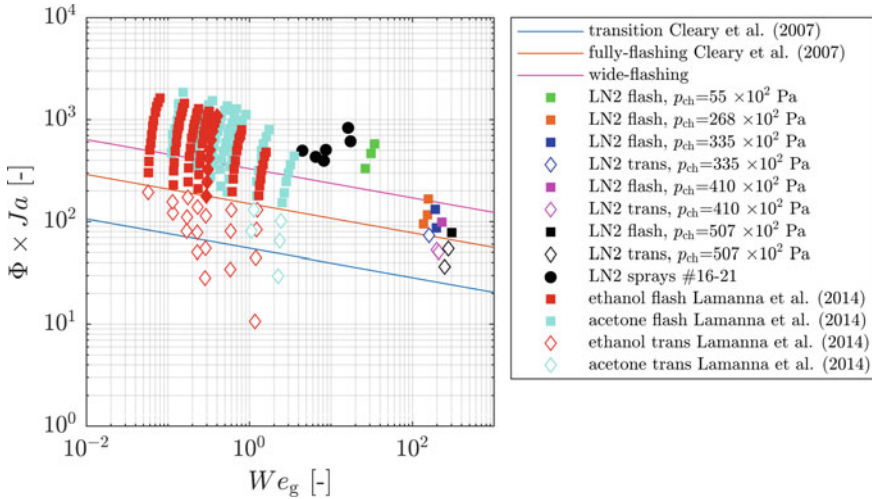 10^4
10^3
10^2
10^1
10^0
Φ × Ja [-]
10^-2
10^0
10^2
We_g [-]
transition Cleary et al. (2007)
fully-flashing Cleary et al. (2007)
wide-flashing
LN2 flash, p_ch=55 ×10^2 Pa
LN2 flash, p_ch=268 ×10^2 Pa
LN2 flash, p_ch=335 ×10^2 Pa
LN2 trans, p_ch=335 ×10^2 Pa
LN2 flash, p_ch=410 ×10^2 Pa
LN2 trans, p_ch=410 ×10^2 Pa
LN2 flash, p_ch=507 ×10^2 Pa
LN2 trans, p_ch=507 ×10^2 Pa
LN2 sprays #16-21
ethanol flash Lamanna et al. (2014)
acetone flash Lamanna et al. (2014)
ethanol trans Lamanna et al. (2014)
acetone trans Lamanna et al. (2014)